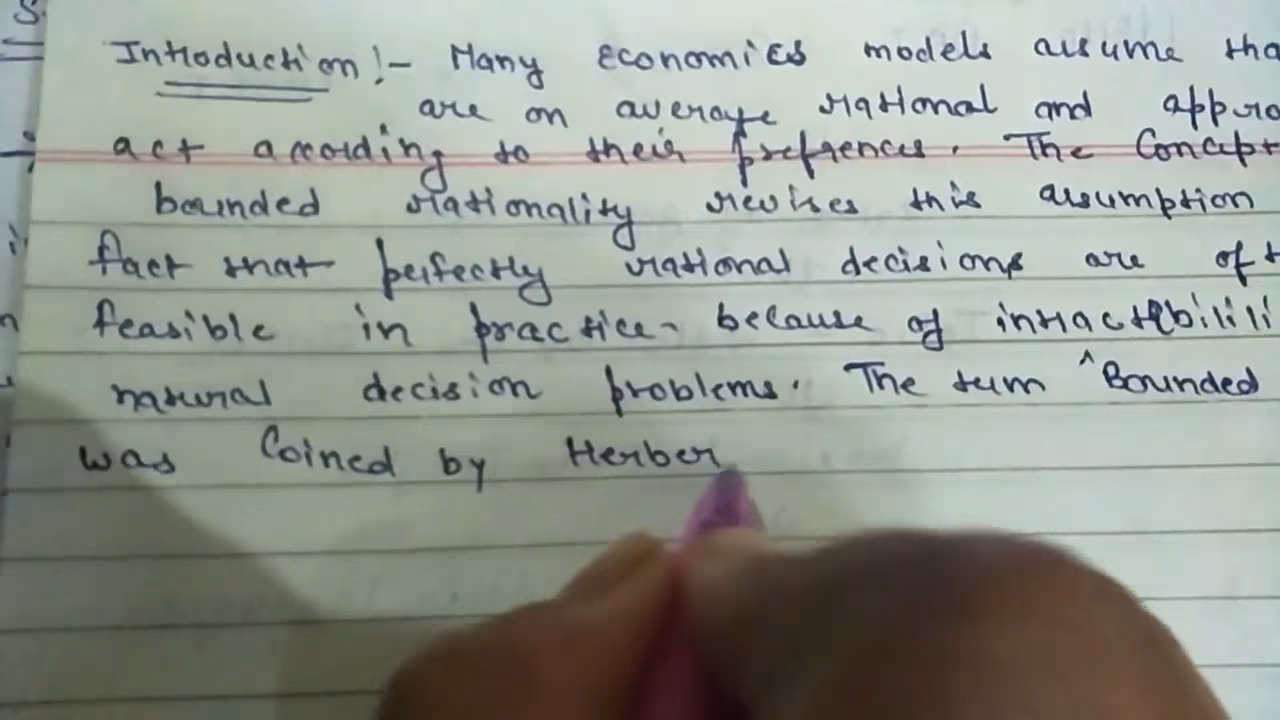 Introduction :- Many economics models assume tha
are on average rational and appro
act according to their prefrences. The Concept
bounded rationality revises this assumption
fact that perfectly rational decisions are of t
feasible in practice because of intractibiliti
natural decision problems. The term "Bounded
was Coined by Herber